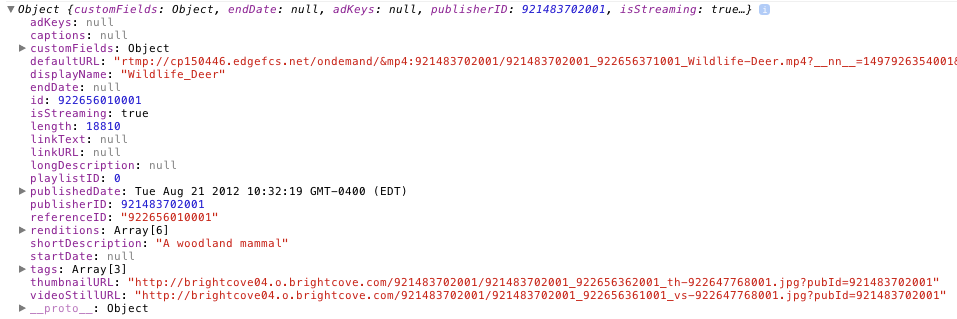 ▼Object {customFields: Object, endDate: null, adKeys: null, publisherID: 921483702001, isStreaming: true…} i
adKeys: null
captions: null
▶ customFields: Object
defaultURL: "rtmp://cp150446.edgefcs.net/ondemand/&mp4:921483702001/921483702001_922656371001_Wildlife-Deer.mp4?__nn__=1497926354001&
displayName: "Wildlife_Deer"
endDate: null
id: 922656010001
isStreaming: true
length: 18810
linkText: null
linkURL: null
longDescription: null
playlistID: 0
▶ publishedDate: Tue Aug 21 2012 10:32:19 GMT-0400 (EDT)
publisherID: 921483702001
referenceID: "922656010001"
▶ renditions: Array[6]
shortDescription: "A woodland mammal"
startDate: null
▶ tags: Array[3]
thumbnailURL: "http://brightcove04.o.brightcove.com/921483702001/921483702001_922656362001_th-922647768001.jpg?pubId=921483702001"
videoStillURL: "http://brightcove04.o.brightcove.com/921483702001/921483702001_922656361001_vs-922647768001.jpg?pubId=921483702001"
▶ __proto__: Object